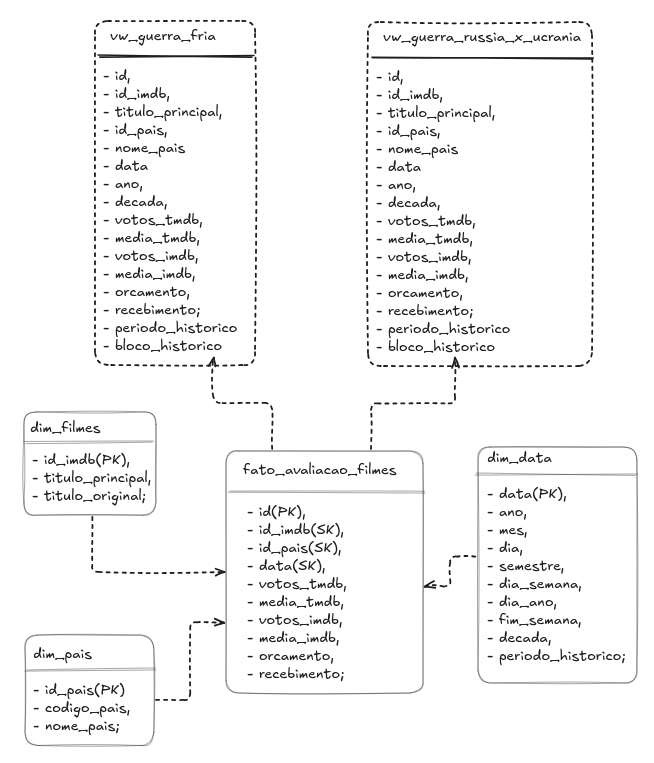 vw_guerra_fria
- id,
- id_imdb,
- titulo_principal,
- id_pais,
- nome_pais
- data
- ano,
- decada,
- votos_tmdb,
- media_tmdb,
- votos_imdb,
- media_imdb,
- orcamento,
- recebimento;
- periodo_historico
- bloco_historico
vw_guerra_russia_x_ucrania
- id,
- id_imdb,
- titulo_principal,
- id_pais,
- nome_pais
- data
- ano,
- decada,
- votos_tmdb,
- media_tmdb,
- votos_imdb,
- media_imdb,
- orcamento,
- recebimento;
- periodo_historico
- bloco_historico
dim_filmes
- id_imdb(PK),
- titulo_principal,
- titulo_original;
fato_avaliacao_filmes
- id(PK),
- id_imdb(SK),
- id_pais(SK),
- data(SK),
- votos_tmdb,
- media_tmdb,
- votos_imdb,
- media_imdb,
- orcamento,
- recebimento;
dim_data
- data(PK),
- ano,
- mes,
- dia,
- semestre,
- dia_semana,
- dia_ano,
- fim_semana,
- decada,
- periodo_historico;
dim_pais
- id_pais(PK)
- codigo_pais,
- nome_pais;